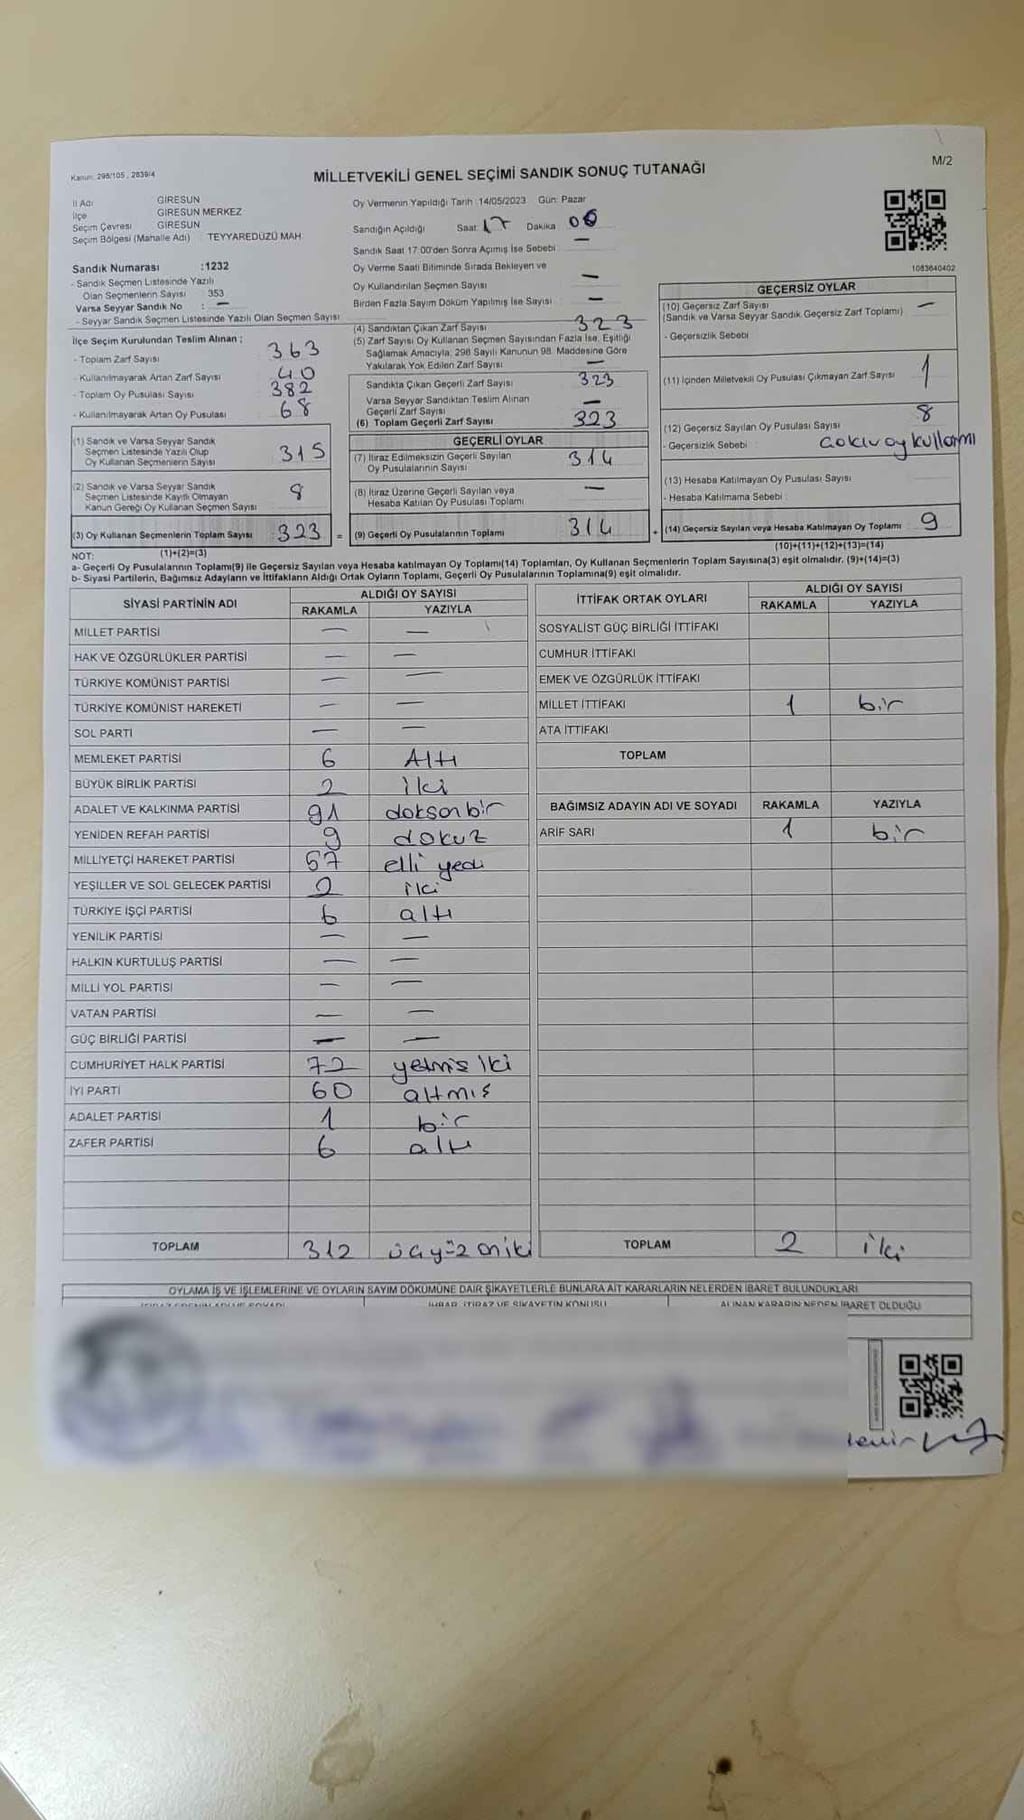 Kanun: 298/105, 2839/4
MİLLETVEKİLİ GENEL SEÇİMİ SANDIK SONUÇ TUTANAĞI
M/2
İl Adı GİRESUN
İlçe GİRESUN MERKEZ
Seçim Çevresi GİRESUN
Seçim Bölgesi (Mahalle Adı) : TEYYAREDÜZÜ MAH.
Oy Vermenin Yapıldığı Tarih : 14/05/2023 Gün: Pazar
Sandığın Açıldığı Saat 17 Dakika 06
Sandık Saat 17:00'den Sonra Açımış İse Sebebi —
Oy Verme Saati Bitiminde Sırada Bekleyen ve
Oy Kullandırılan Seçmen Sayısı —
Birden Fazla Sayım Döküm Yapılmış İse Sayısı —
1083640402
Sandık Numarası :1232
- Sandık Seçmen Listesinde Yazılı
Olan Seçmenlerin Sayısı 353
Varsa Seyyar Sandık No : —
- Seyyar Sandık Seçmen Listesinde Yazılı Olan Seçmen Sayısı
İlçe Seçim Kurulundan Teslim Alınan ;
- Toplam Zarf Sayısı 363
- Kullanılmayarak Artan Zarf Sayısı 40
- Toplam Oy Pusulası Sayısı 382
- Kullanılmayarak Artan Oy Pusulası 68
(1) Sandık ve Varsa Seyyar Sandık
Seçmen Listesinde Yazılı Olup
Oy Kullanan Seçmenlerin Sayısı 315
(2) Sandık ve Varsa Seyyar Sandık
Seçmen Listesinde Kayıtlı Olmayan
Kanun Gereği Oy Kullanan Seçmen Sayısı 8
(3) Oy Kullanan Seçmenlerin Toplam Sayısı 323 =
(1)+(2)=(3)
(4) Sandıktan Çıkan Zarf Sayısı 323
(5) Zarf Sayısı Oy Kullanan Seçmen Sayısından Fazla İse, Eşitliği
Sağlamak Amacıyla, 298 Sayılı Kanunun 98. Maddesine Göre
Yakılarak Yok Edilen Zarf Sayısı —
Sandıkta Çıkan Geçerli Zarf Sayısı 323
Varsa Seyyar Sandıktan Teslim Alınan
Geçerli Zarf Sayısı —
(6) Toplam Geçerli Zarf Sayısı 323
GEÇERLİ OYLAR
(7) İtiraz Edilmeksizin Geçerli Sayılan
Oy Pusulalarının Sayısı 314
(8) İtiraz Üzerine Geçerli Sayılan veya
Hesaba Katılan Oy Pusulası Toplamı —
(9) Geçerli Oy Pusulalarının Toplamı 314 +
GEÇERSİZ OYLAR
(10) Geçersiz Zarf Sayısı
(Sandık ve Varsa Seyyar Sandık Geçersiz Zarf Toplamı) —
- Geçersizlik Sebebi
(11) İçinden Milletvekili Oy Pusulası Çıkmayan Zarf Sayısı 1
(12) Geçersiz Sayılan Oy Pusulası Sayısı 8
- Geçersizlik Sebebi :
(13) Hesaba Katılmayan Oy Pusulası Sayısı
- Hesaba Katılmama Sebebi :
(14) Geçersiz Sayılan veya Hesaba Katılmayan Oy Toplamı 9
(10)+(11)+(12)+(13)=(14)
NOT:
a- Geçerli Oy Pusulalarının Toplamı(9) ile Geçersiz Sayılan veya Hesaba katılmayan Oy Toplamı(14) Toplamları, Oy Kullanan Seçmenlerin Toplam Sayısına(3) eşit olmalıdır. (9)+(14)=(3)
b- Siyasi Partilerin, Bağımsız Adayların ve İttifakların Aldığı Ortak Oyların Toplamı, Geçerli Oy Pusulalarının Toplamına(9) eşit olmalıdır.
SİYASİ PARTİNİN ADI ALDIĞI OY SAYISI
RAKAMLA YAZIYLA
MİLLET PARTİSİ — —
HAK VE ÖZGÜRLÜKLER PARTİSİ — —
TÜRKİYE KOMÜNİST PARTİSİ — —
TÜRKİYE KOMÜNİST HAREKETİ — —
SOL PARTİ — —
MEMLEKET PARTİSİ 6 Altı
BÜYÜK BİRLİK PARTİSİ 2 iki
ADALET VE KALKINMA PARTİSİ 91 doksan bir
YENİDEN REFAH PARTİSİ 9 dokuz
MİLLİYETÇİ HAREKET PARTİSİ 57 elli yedi
YEŞİLLER VE SOL GELECEK PARTİSİ 2 iki
TÜRKİYE İŞÇİ PARTİSİ 6 altı
YENİLİK PARTİSİ — —
HALKIN KURTULUŞ PARTİSİ — —
MİLLİ YOL PARTİSİ — —
VATAN PARTİSİ — —
GÜÇ BİRLİĞİ PARTİSİ — —
CUMHURİYET HALK PARTİSİ 72 yetmiş iki
İYİ PARTİ 60 altmış
ADALET PARTİSİ 1 bir
ZAFER PARTİSİ 6 altı
TOPLAM 312 üçyüz oniki
İTTİFAK ORTAK OYLARI ALDIĞI OY SAYISI
RAKAMLA YAZIYLA
SOSYALİST GÜÇ BİRLİĞİ İTTİFAKI
CUMHUR İTTİFAKI
EMEK VE ÖZGÜRLÜK İTTİFAKI
MİLLET İTTİFAKI 1 bir
ATA İTTİFAKI
TOPLAM
BAĞIMSIZ ADAYIN ADI VE SOYADI RAKAMLA YAZIYLA
ARİF SARI 1 bir
TOPLAM 2 iki
OYLAMA İŞ VE İŞLEMLERİNE VE OYLARIN SAYIM DÖKÜMÜNE DAİR ŞİKAYETLERLE BUNLARA AİT KARARLARIN NELERDEN İBARET BULUNDUKLARI
İHBAR, İTİRAZ VE ŞİKAYETİN KONUSU ALINAN KARARIN NEDEN İBARET OLDUĞU